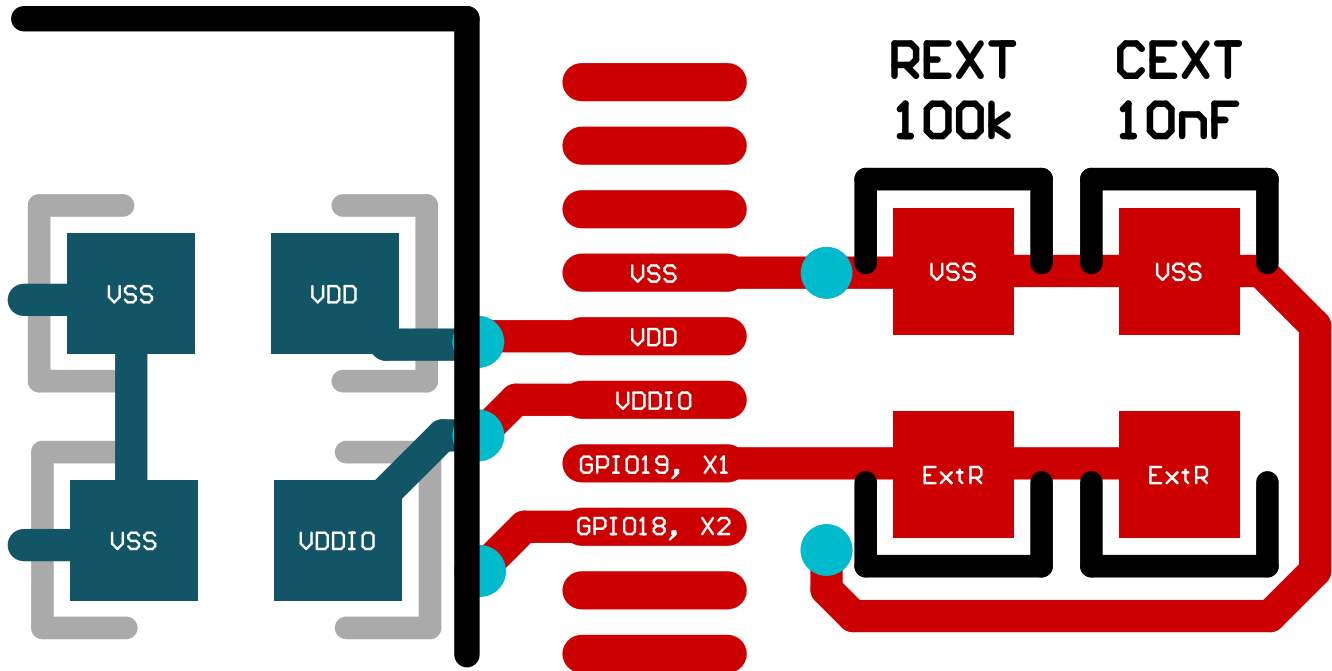 REXT
100k
CEXT
10nF
VSS
VDD
VSS
VSS
VSS
VDD
VDDIO
GPIO19, X1
ExtR
ExtR
GPIO18, X2
VSS
VDDIO